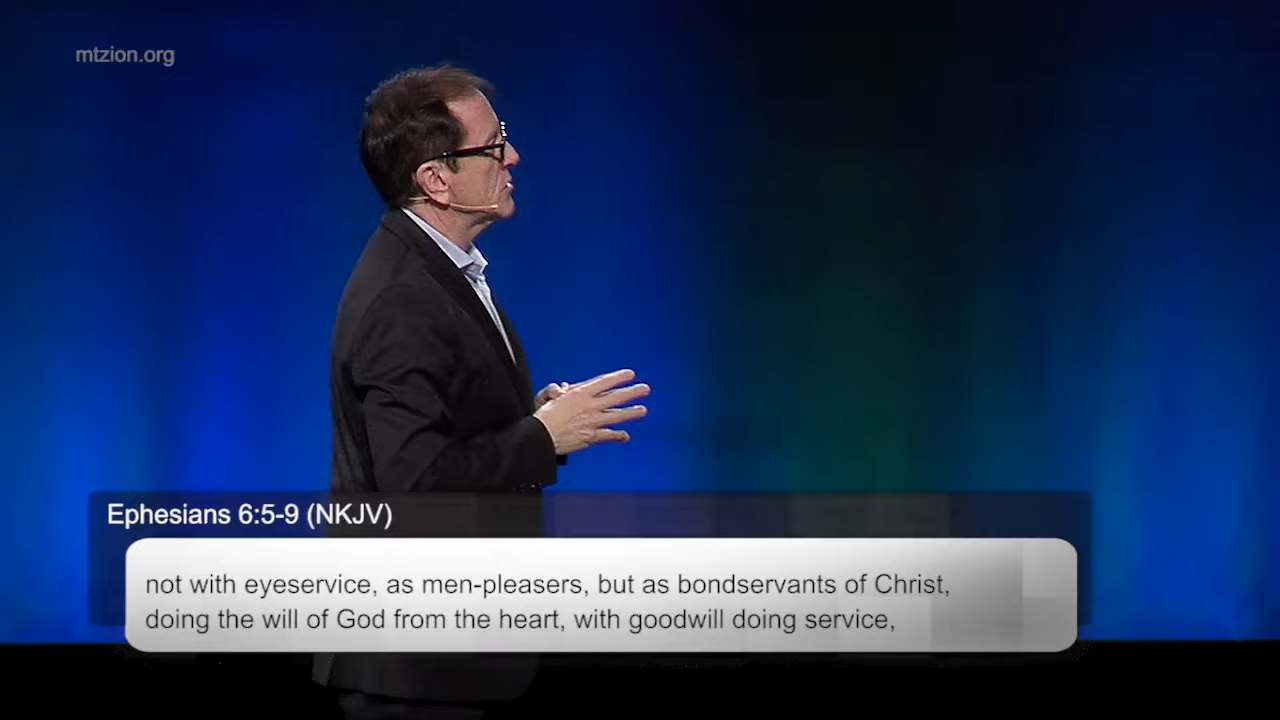 mtzion.org
Ephesians 6:5-9 (NKJV)
not with eyeservice, as men-pleasers, but as bondservants of Christ,
doing the will of God from the heart, with goodwill doing service,